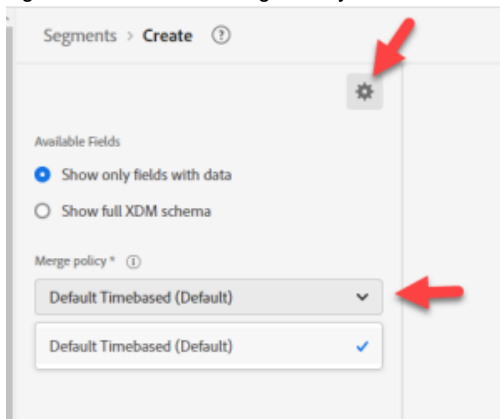 Segments > Create
Available Fields
Show only fields with data
Show full XDM schema
Merge policy *
Default Timebased (Default)
Default Timebased (Default)